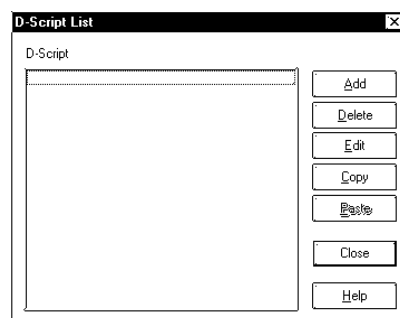 D-Script List
D-Script
Add
Delete
Edit
Copy
Paste
Close
Help